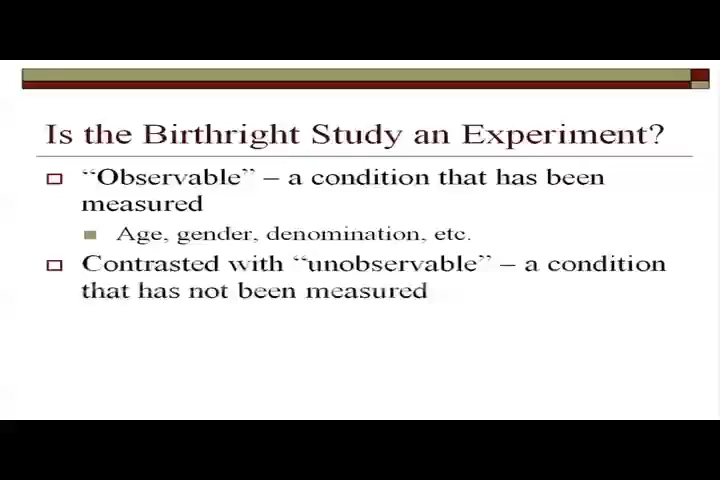 Is the Birthright Study an Experiment?
“Observable” – a condition that has been
measured
Age, gender, denomination, etc.
Contrasted with “unobservable” – a condition
that has not been measured